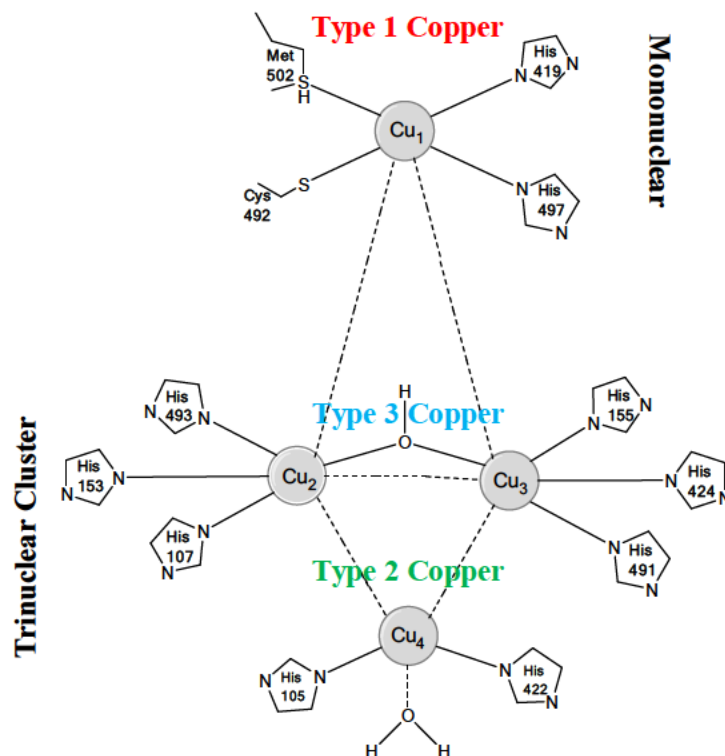 Type 1 Copper
Mononuclear
Met
502
S
H
His
419
N
N
Cu1
Cys
492
S
His
497
N
N
Type 3 Copper
H
O
His
493
N
N
His
155
N
N
Trinuclear Cluster
His
153
N
N
Cu2
Cu3
His
424
N
N
His
107
N
N
His
491
N
N
Type 2 Copper
Cu4
His
105
N
N
His
422
N
N
O
H
H